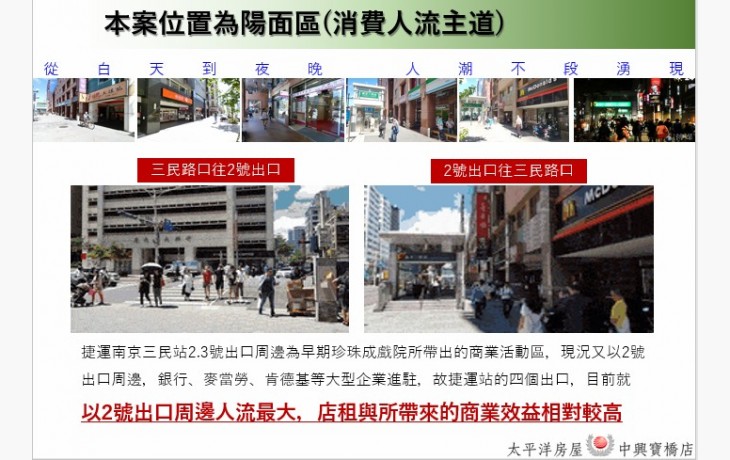 本案位置為陽面區(消費人流主道)
從白天到夜晚 人潮不段湧現
三民路口往2號出口
2號出口往三民路口
McDonald
捷運南京三民站2.3號出口周邊為早期珍珠成戲院所帶出的商業活動區，現況又以2號
出口周邊，銀行、麥當勞、肯德基等大型企業進駐，故捷運站的四個出口，目前就
以2號出口周邊人流最大，店租與所帶來的商業效益相對較高
太平洋房屋 中興寶橋店